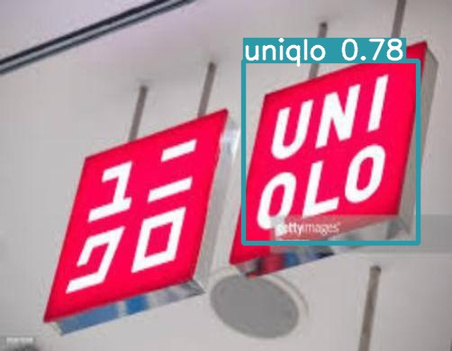 uniqlo 0.78
ユニ
クロ
UNI
QLO
gettyimages